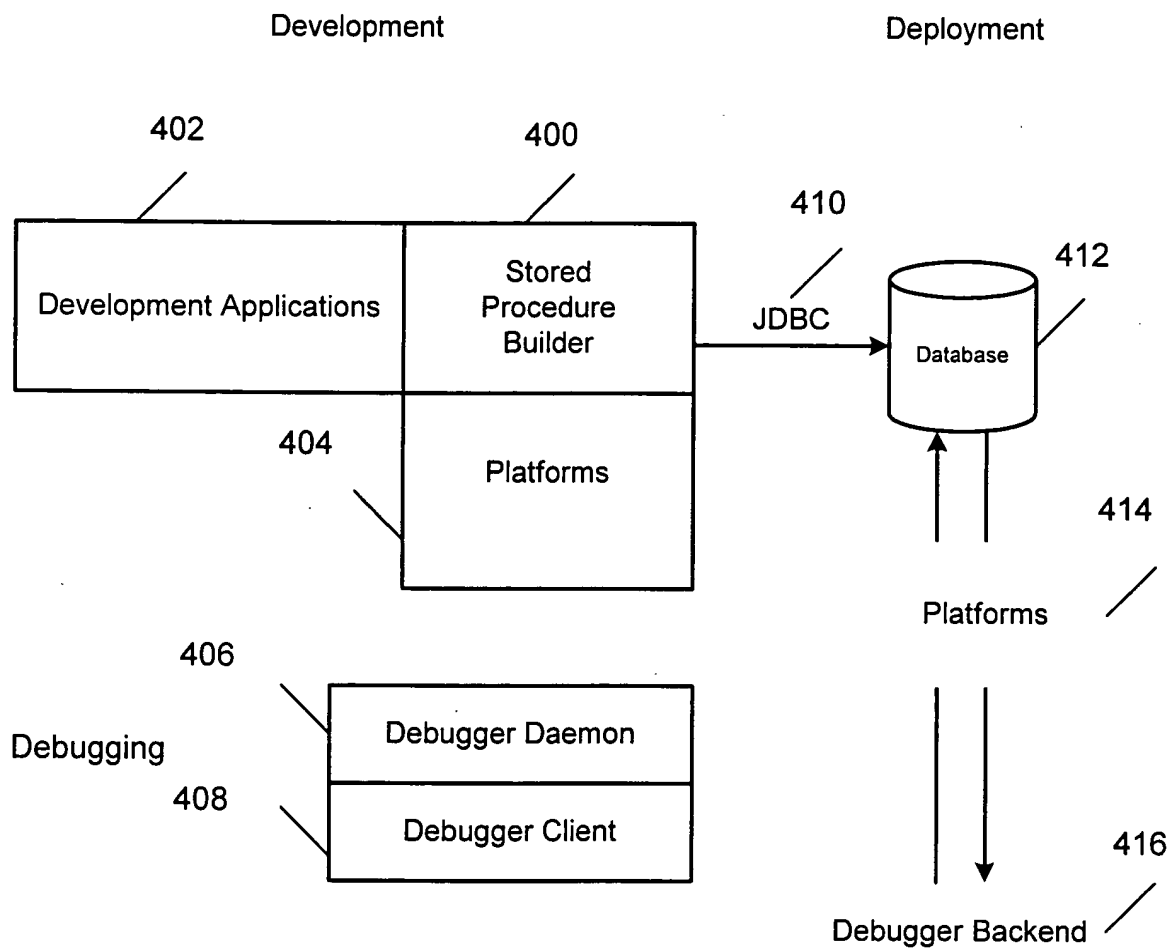 Development
Deployment
402
400
410
412
Development Applications
Stored
Procedure
Builder
JDBC
Database
404
Platforms
414
Platforms
406
Debugger Daemon
Debugging
408
Debugger Client
416
Debugger Backend